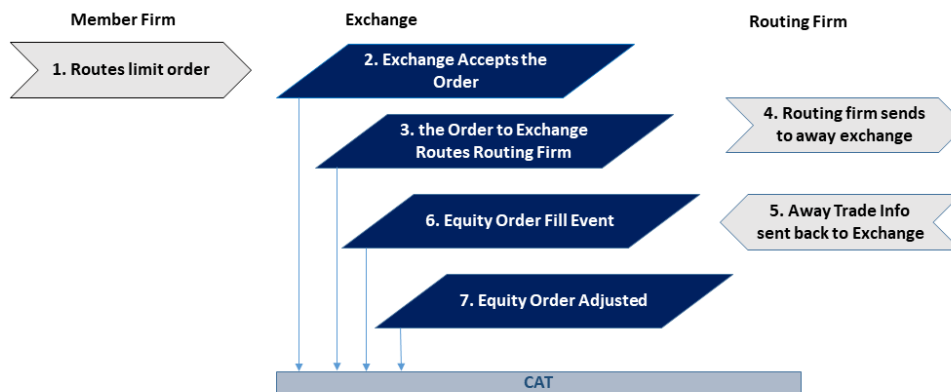 Member Firm
Exchange
Routing Firm
1. Routes limit order
2. Exchange Accepts the
Order
3. the Order to Exchange
Routes Routing Firm
4. Routing firm sends
to away exchange
6. Equity Order Fill Event
5. Away Trade Info
sent back to Exchange
7. Equity Order Adjusted
CAT